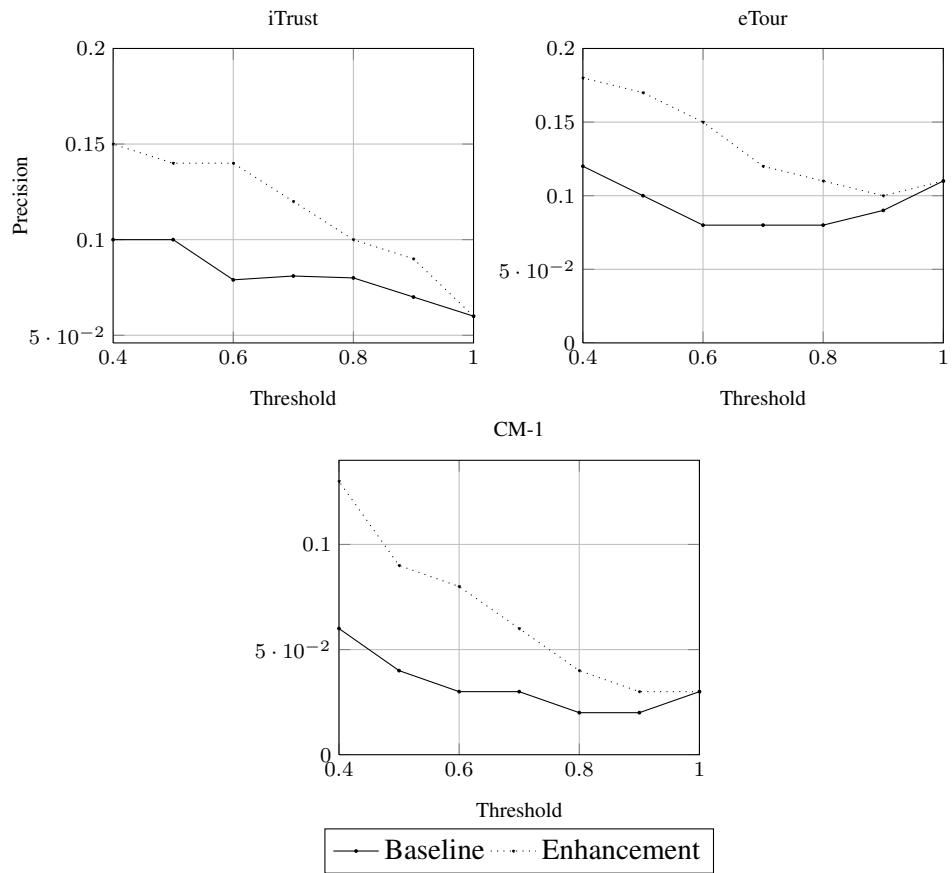 iTrust
0.2
0.15
0.1
5 · 10⁻²
0.4 0.6 0.8 1
Precision
Threshold
eTour
0.2
0.15
0.1
5 · 10⁻²
0
0.4 0.6 0.8 1
Threshold
CM-1
0.1
5 · 10⁻²
0
0.4 0.6 0.8 1
Threshold
Baseline Enhancement